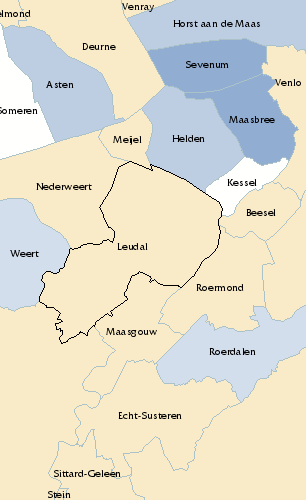 Venray
elmond
Horst aan de Maas
Deurne
Sevenum
Asten
Venlo
Someren
Maasbree
Meijel
Helden
Kessel
Nederweert
Beesel
Leudal
Weert
Roermond
Maasgouw
Roerdalen
Echt-Susteren
Sittard-Geleen
Stein